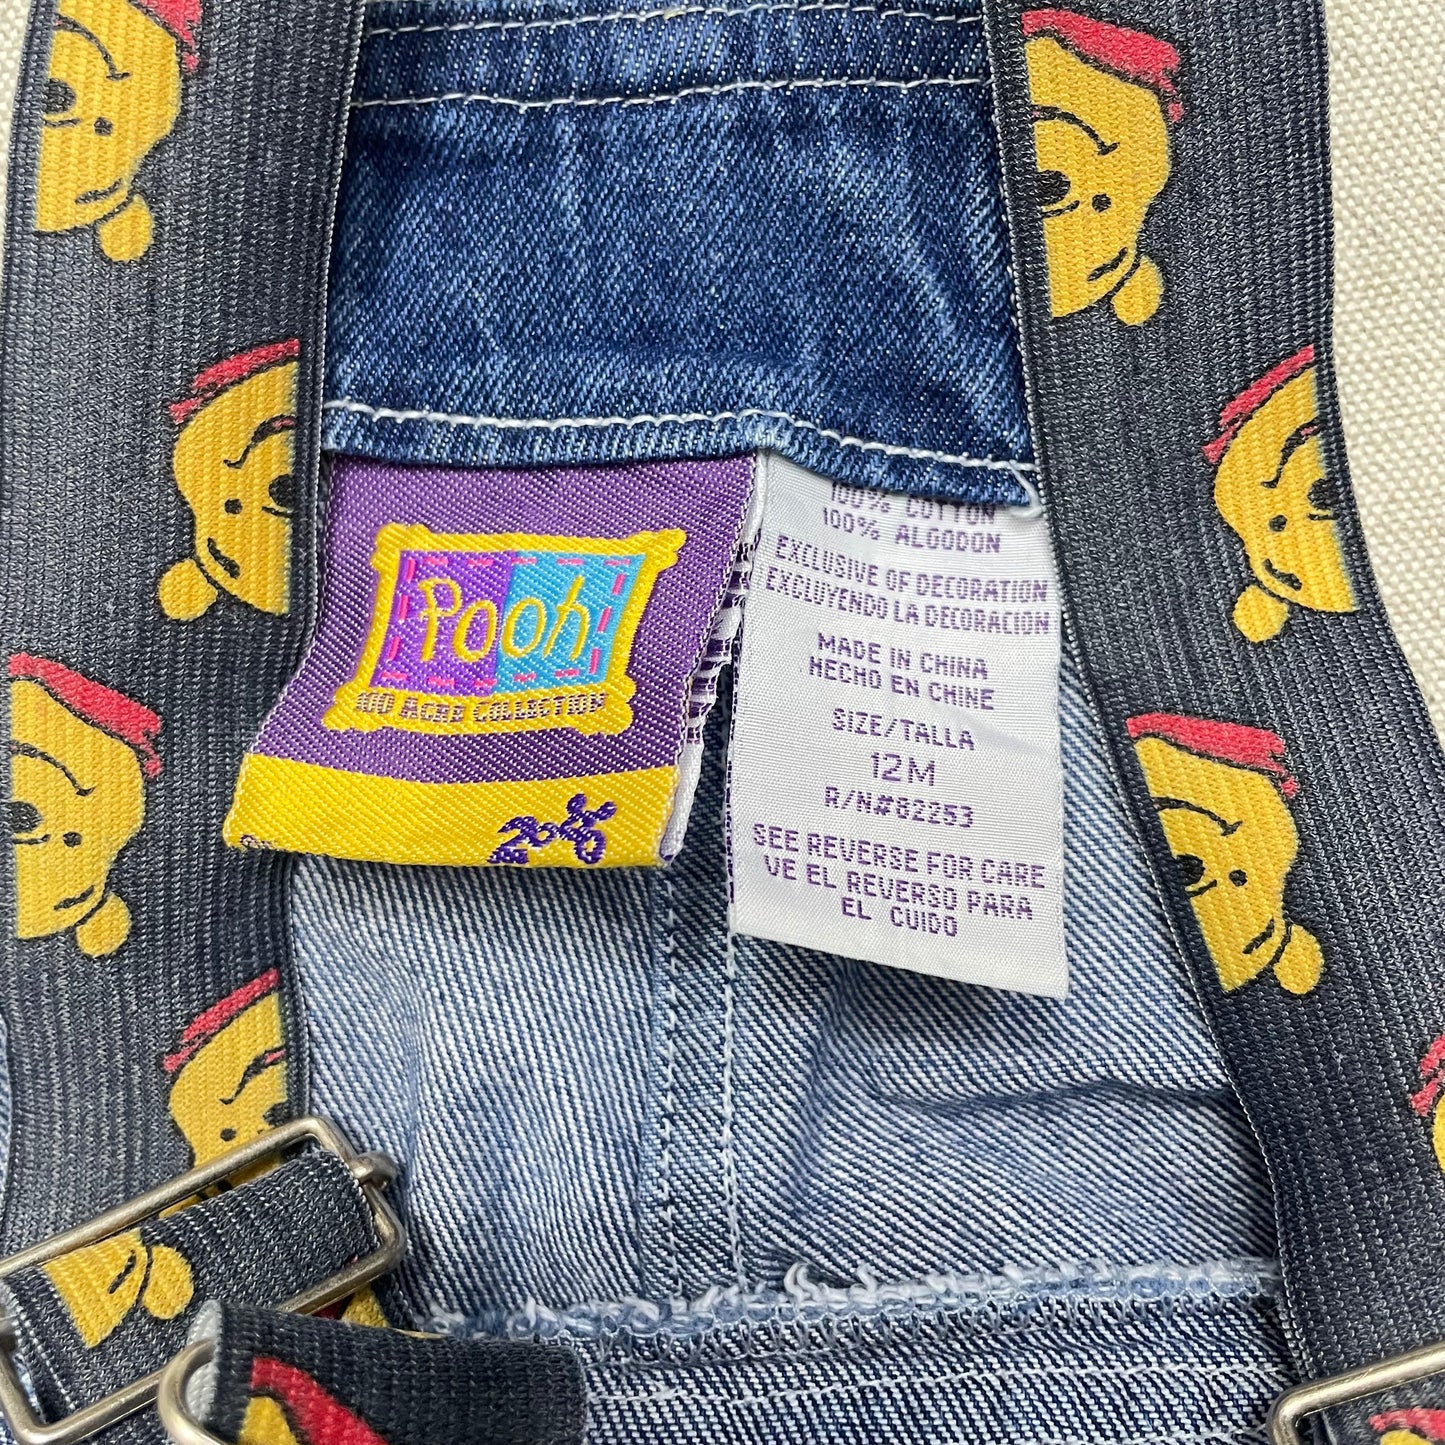 Pooh
100 ACRE COLLECTION
100% COTTON
100% ALGODON
EXCLUSIVE OF DECORATION
EXCLUYENDO LA DECORACION
MADE IN CHINA
HECHO EN CHINE
SIZE/TALLA
12M
R/N#62253
SEE REVERSE FOR CARE
VE EL REVERSO PARA
EL CUIDO